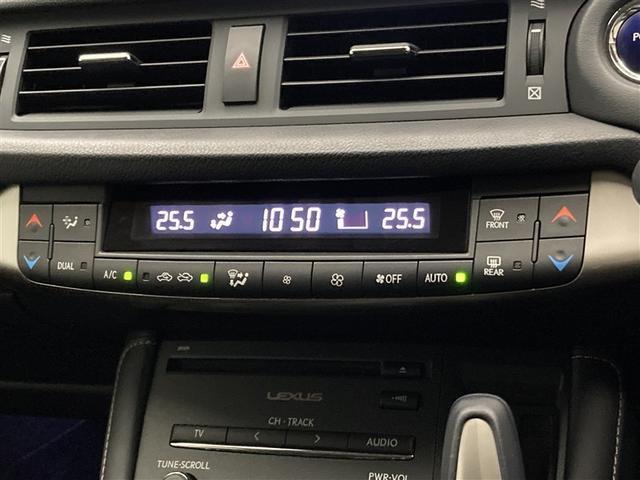 PO
25.5 10 50 25.5
FRONT
DUAL A/C OFF AUTO REAR
LEXUS
CH・TRACK
TV < > AUDIO
TUNE・SCROLL PWR・VOL